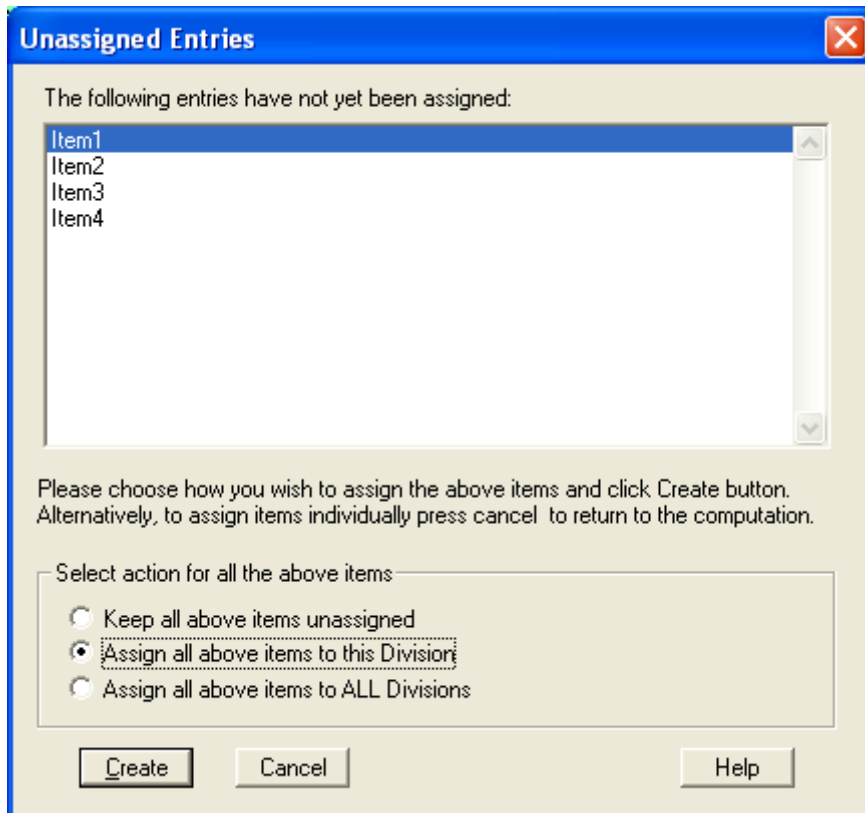 Unassigned Entries
The following entries have not yet been assigned:
Item1
Item2
Item3
Item4
Please choose how you wish to assign the above items and click Create button.
Alternatively, to assign items individually press cancel to return to the computation.
Select action for all the above items
Keep all above items unassigned
Assign all above items to this Division
Assign all above items to ALL Divisions
Create Cancel Help